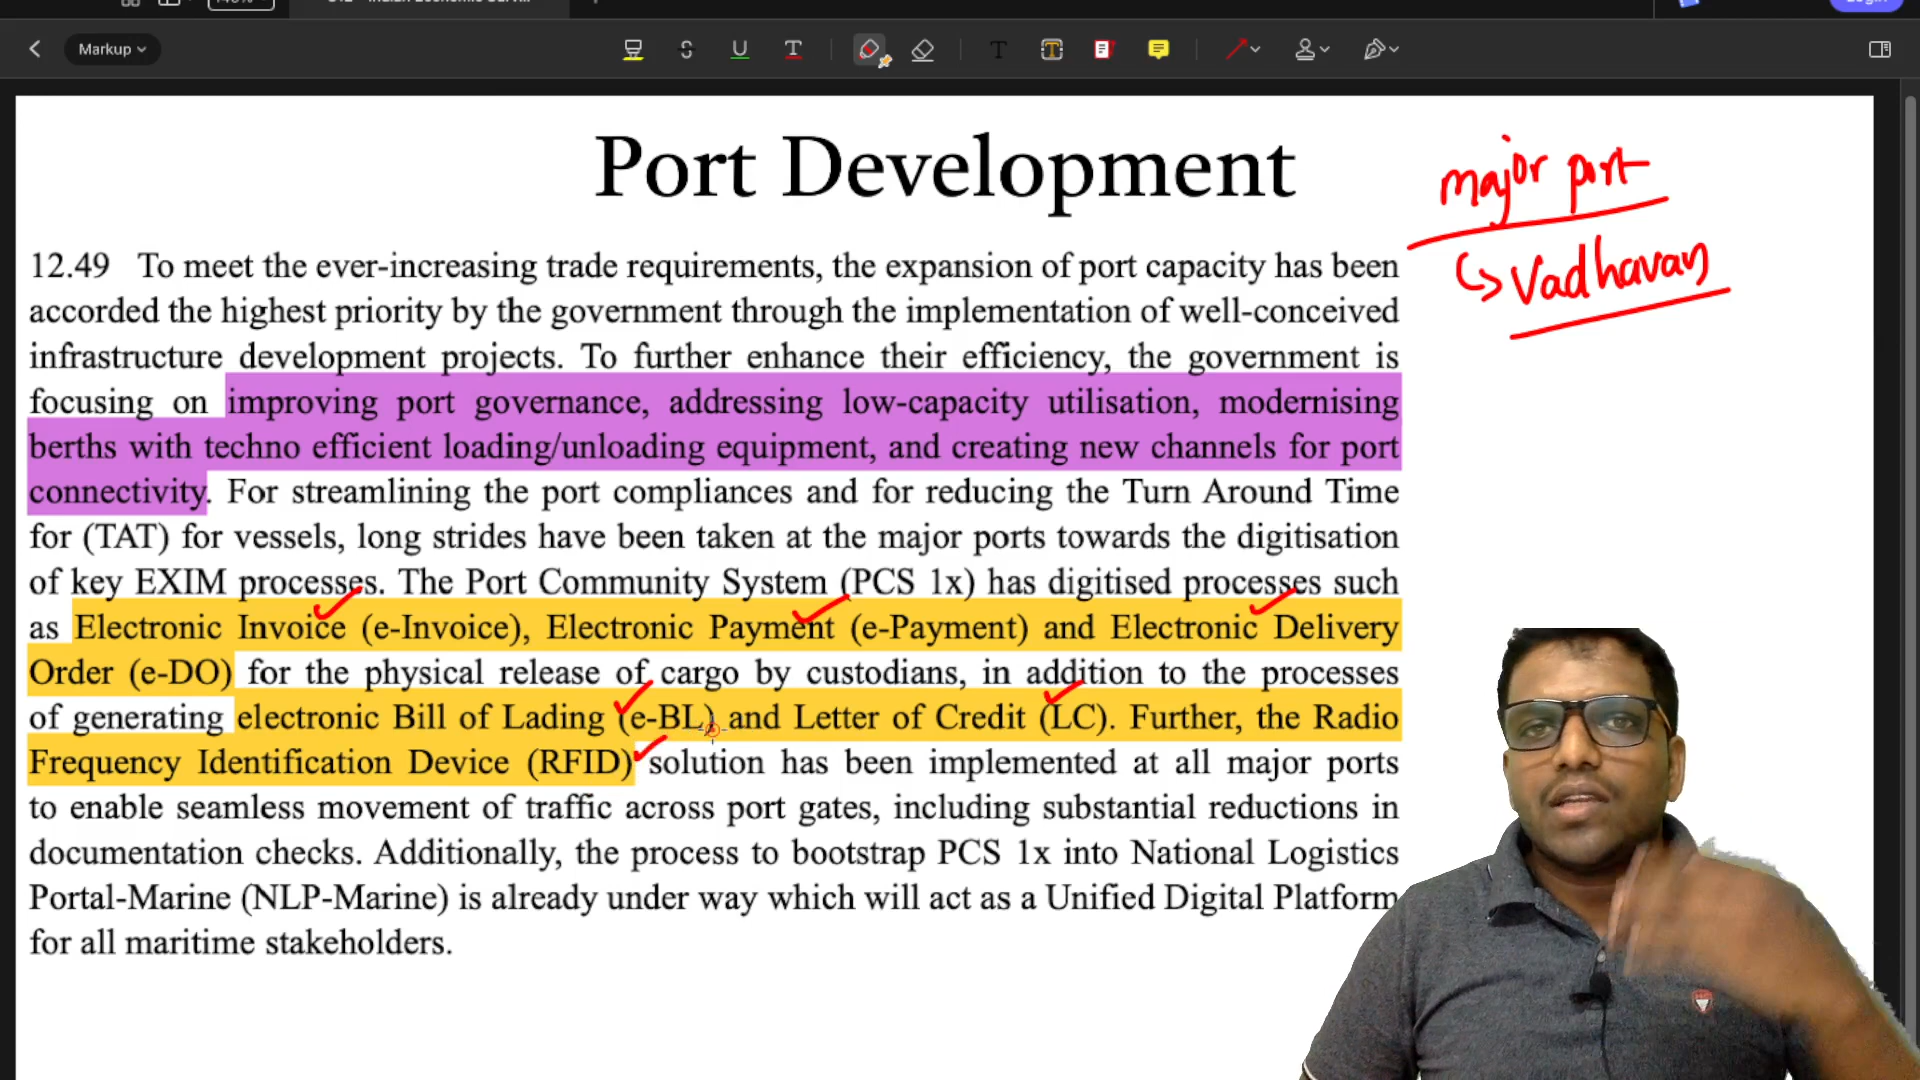 Markup
Port Development
major port
Vadhavan
12.49 To meet the ever-increasing trade requirements, the expansion of port capacity has been
accorded the highest priority by the government through the implementation of well-conceived
infrastructure development projects. To further enhance their efficiency, the government is
focusing on improving port governance, addressing low-capacity utilisation, modernising
berths with techno efficient loading/unloading equipment, and creating new channels for port
connectivity. For streamlining the port compliances and for reducing the Turn Around Time
for (TAT) for vessels, long strides have been taken at the major ports towards the digitisation
of key EXIM processes. The Port Community System (PCS 1x) has digitised processes such
as Electronic Invoice (e-Invoice), Electronic Payment (e-Payment) and Electronic Delivery
Order (e-DO) for the physical release of cargo by custodians, in addition to the processes
of generating electronic Bill of Lading (e-BL) and Letter of Credit (LC). Further, the Radio
Frequency Identification Device (RFID) solution has been implemented at all major ports
to enable seamless movement of traffic across port gates, including substantial reductions in
documentation checks. Additionally, the process to bootstrap PCS 1x into National Logistics
Portal-Marine (NLP-Marine) is already under way which will act as a Unified Digital Platform
for all maritime stakeholders.